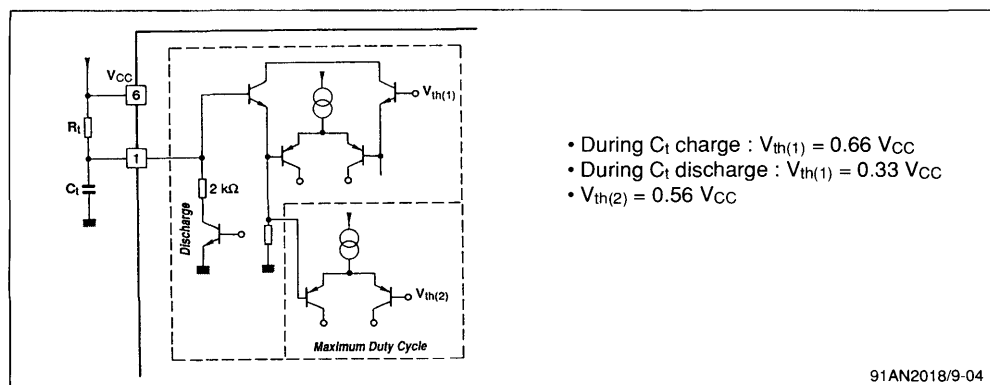 VCC
6
Rt
1
Ct
2 kΩ
Discharge
Vth(1)
Vth(2)
Maximum Duty Cycle
• During Ct charge : Vth(1) = 0.66 VCC
• During Ct discharge : Vth(1) = 0.33 VCC
• Vth(2) = 0.56 VCC
91AN2018/9-04